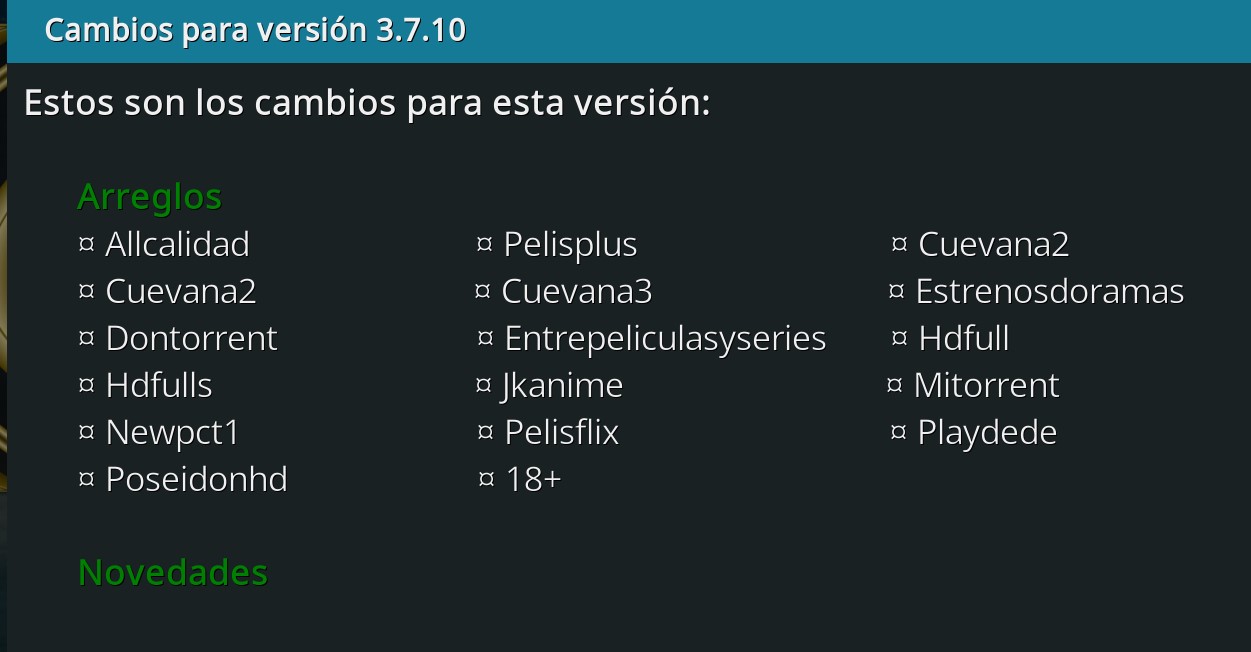 Cambios para versión 3.7.10
Estos son los cambios para esta versión:
Arreglos
¤ Allcalidad ¤ Pelisplus ¤ Cuevana2
¤ Cuevana2 ¤ Cuevana3 ¤ Estrenosdoramas
¤ Dontorrent ¤ Entrepeliculasyseries ¤ Hdfull
¤ Hdfulls ¤ Jkanime ¤ Mitorrent
¤ Newpct1 ¤ Pelisflix ¤ Playdede
¤ Poseidonhd ¤ 18+
Novedades